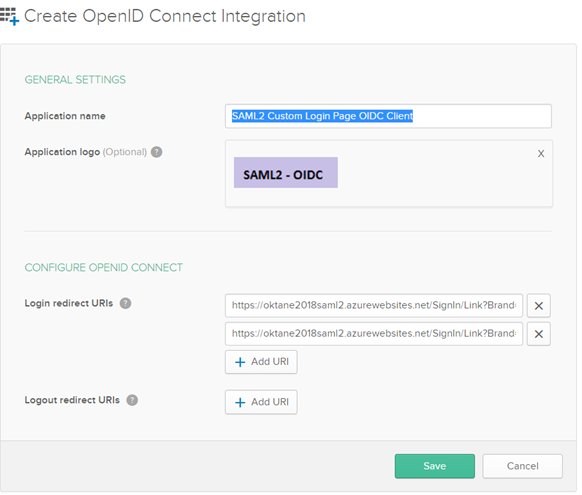 Create OpenID Connect Integration
GENERAL SETTINGS
Application name
SAML2 Custom Login Page OIDC Client
Application logo (Optional) ?
X
SAML2 - OIDC
CONFIGURE OPENID CONNECT
Login redirect URIs ?
https://oktane2018saml2.azurewebsites.net/SignIn/Link?Brand
https://oktane2018saml2.azurewebsites.net/SignIn/Link?Brand
+ Add URI
Logout redirect URIs ?
+ Add URI
Save
Cancel